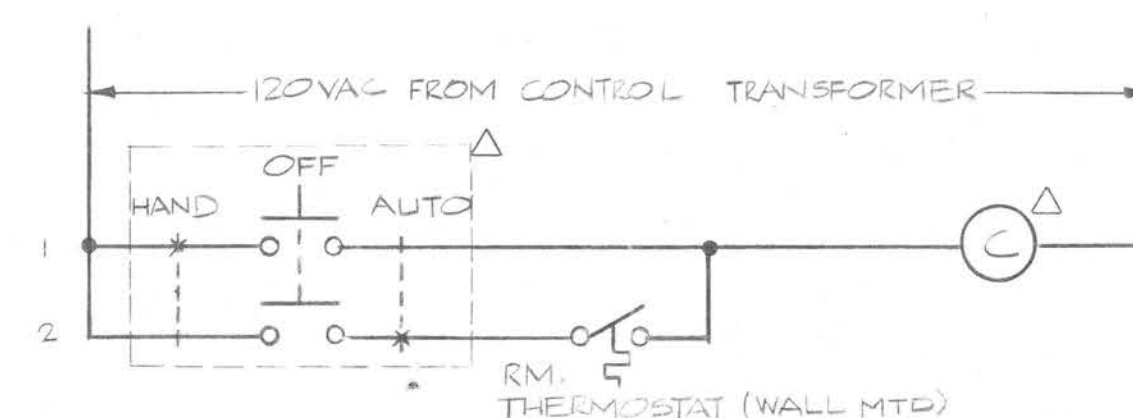 120VAC FROM CONTROL TRANSFORMER
OFF
HAND AUTO
1
C
2
RM.
THERMOSTAT (WALL MTD)